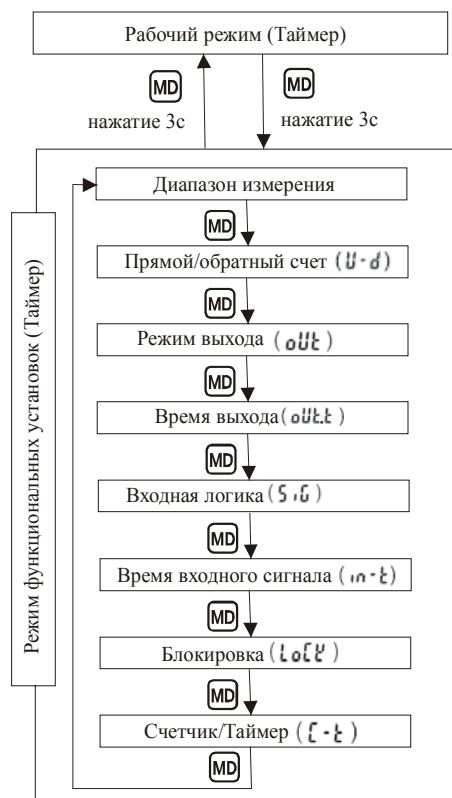 Рабочий режим (Таймер)
MD
MD
нажатие 3с
нажатие 3с
Режим функциональных установок (Таймер)
Диапазон измерения
MD
Прямой/обратный счет (U-d)
MD
Режим выхода (oUt)
MD
Время выхода (oUt.t)
MD
Входная логика (SiG)
MD
Время входного сигнала (in-t)
MD
Блокировка (LoCK)
MD
Счетчик/Таймер (C-t)
MD